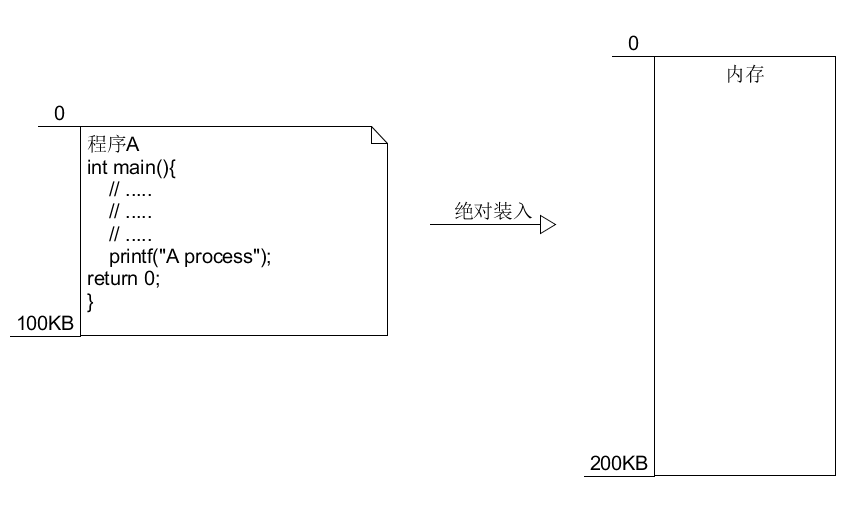 0
程序A
int main(){
// .....
// .....
// .....
printf("A process");
return 0;
}
100KB
绝对装入
0
内存
200KB